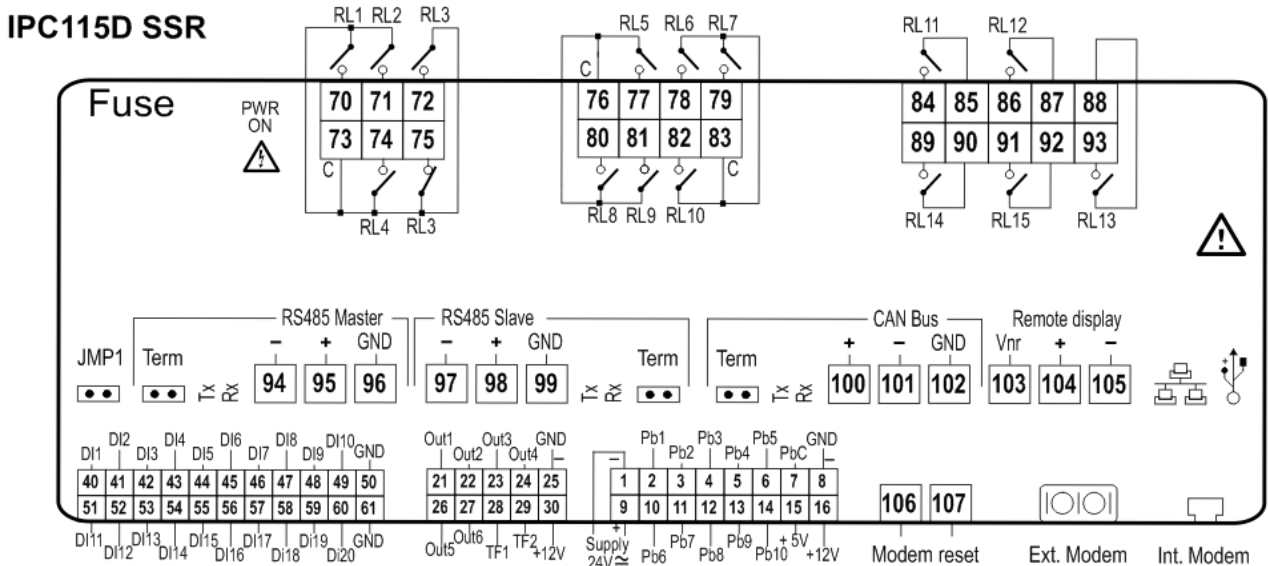 IPC115D SSR
RL1 RL2 RL3
RL5 RL6 RL7
RL11 RL12
C
Fuse
PWR
ON
70 71 72
76 77 78 79
84 85 86 87 88
73 74 75
80 81 82 83
89 90 91 92 93
C
C
RL4 RL3
RL8 RL9 RL10
RL14 RL15 RL13
RS485 Master
RS485 Slave
CAN Bus
Remote display
JMP1 Term
− + GND
− + GND
Term
Term
+ − GND
Vnr + −
Tx
Rx
94 95 96
97 98 99
Tx
Rx
Tx
Rx
100 101 102
103 104 105
DI1 DI2 DI3 DI4 DI5 DI6 DI7 DI8 DI9 DI10 GND
40 41 42 43 44 45 46 47 48 49 50
51 52 53 54 55 56 57 58 59 60 61
DI11 DI12 DI13 DI14 DI15 DI16 DI17 DI18 DI19 DI20 GND
Out1 Out2 Out3 Out4 GND −
21 22 23 24 25
26 27 28 29 30
Out5 Out6 TF1 TF2 +12V
− Pb1 Pb2 Pb3 Pb4 Pb5 PbC GND −
1 2 3 4 5 6 7 8
9 10 11 12 13 14 15 16
+ Supply Pb6 Pb7 Pb8 Pb9 Pb10 + 5V +12V
24V
106 107
Modem reset
Ext. Modem
Int. Modem